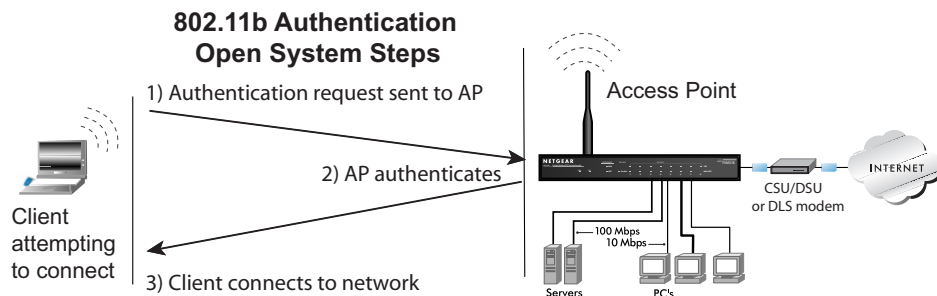 802.11b Authentication
Open System Steps
1) Authentication request sent to AP
2) AP authenticates
3) Client connects to network
Client
attempting
to connect
Access Point
NETGEAR
INTERNET
CSU/DSU
or DLS modem
100 Mbps
10 Mbps
Servers
PC's